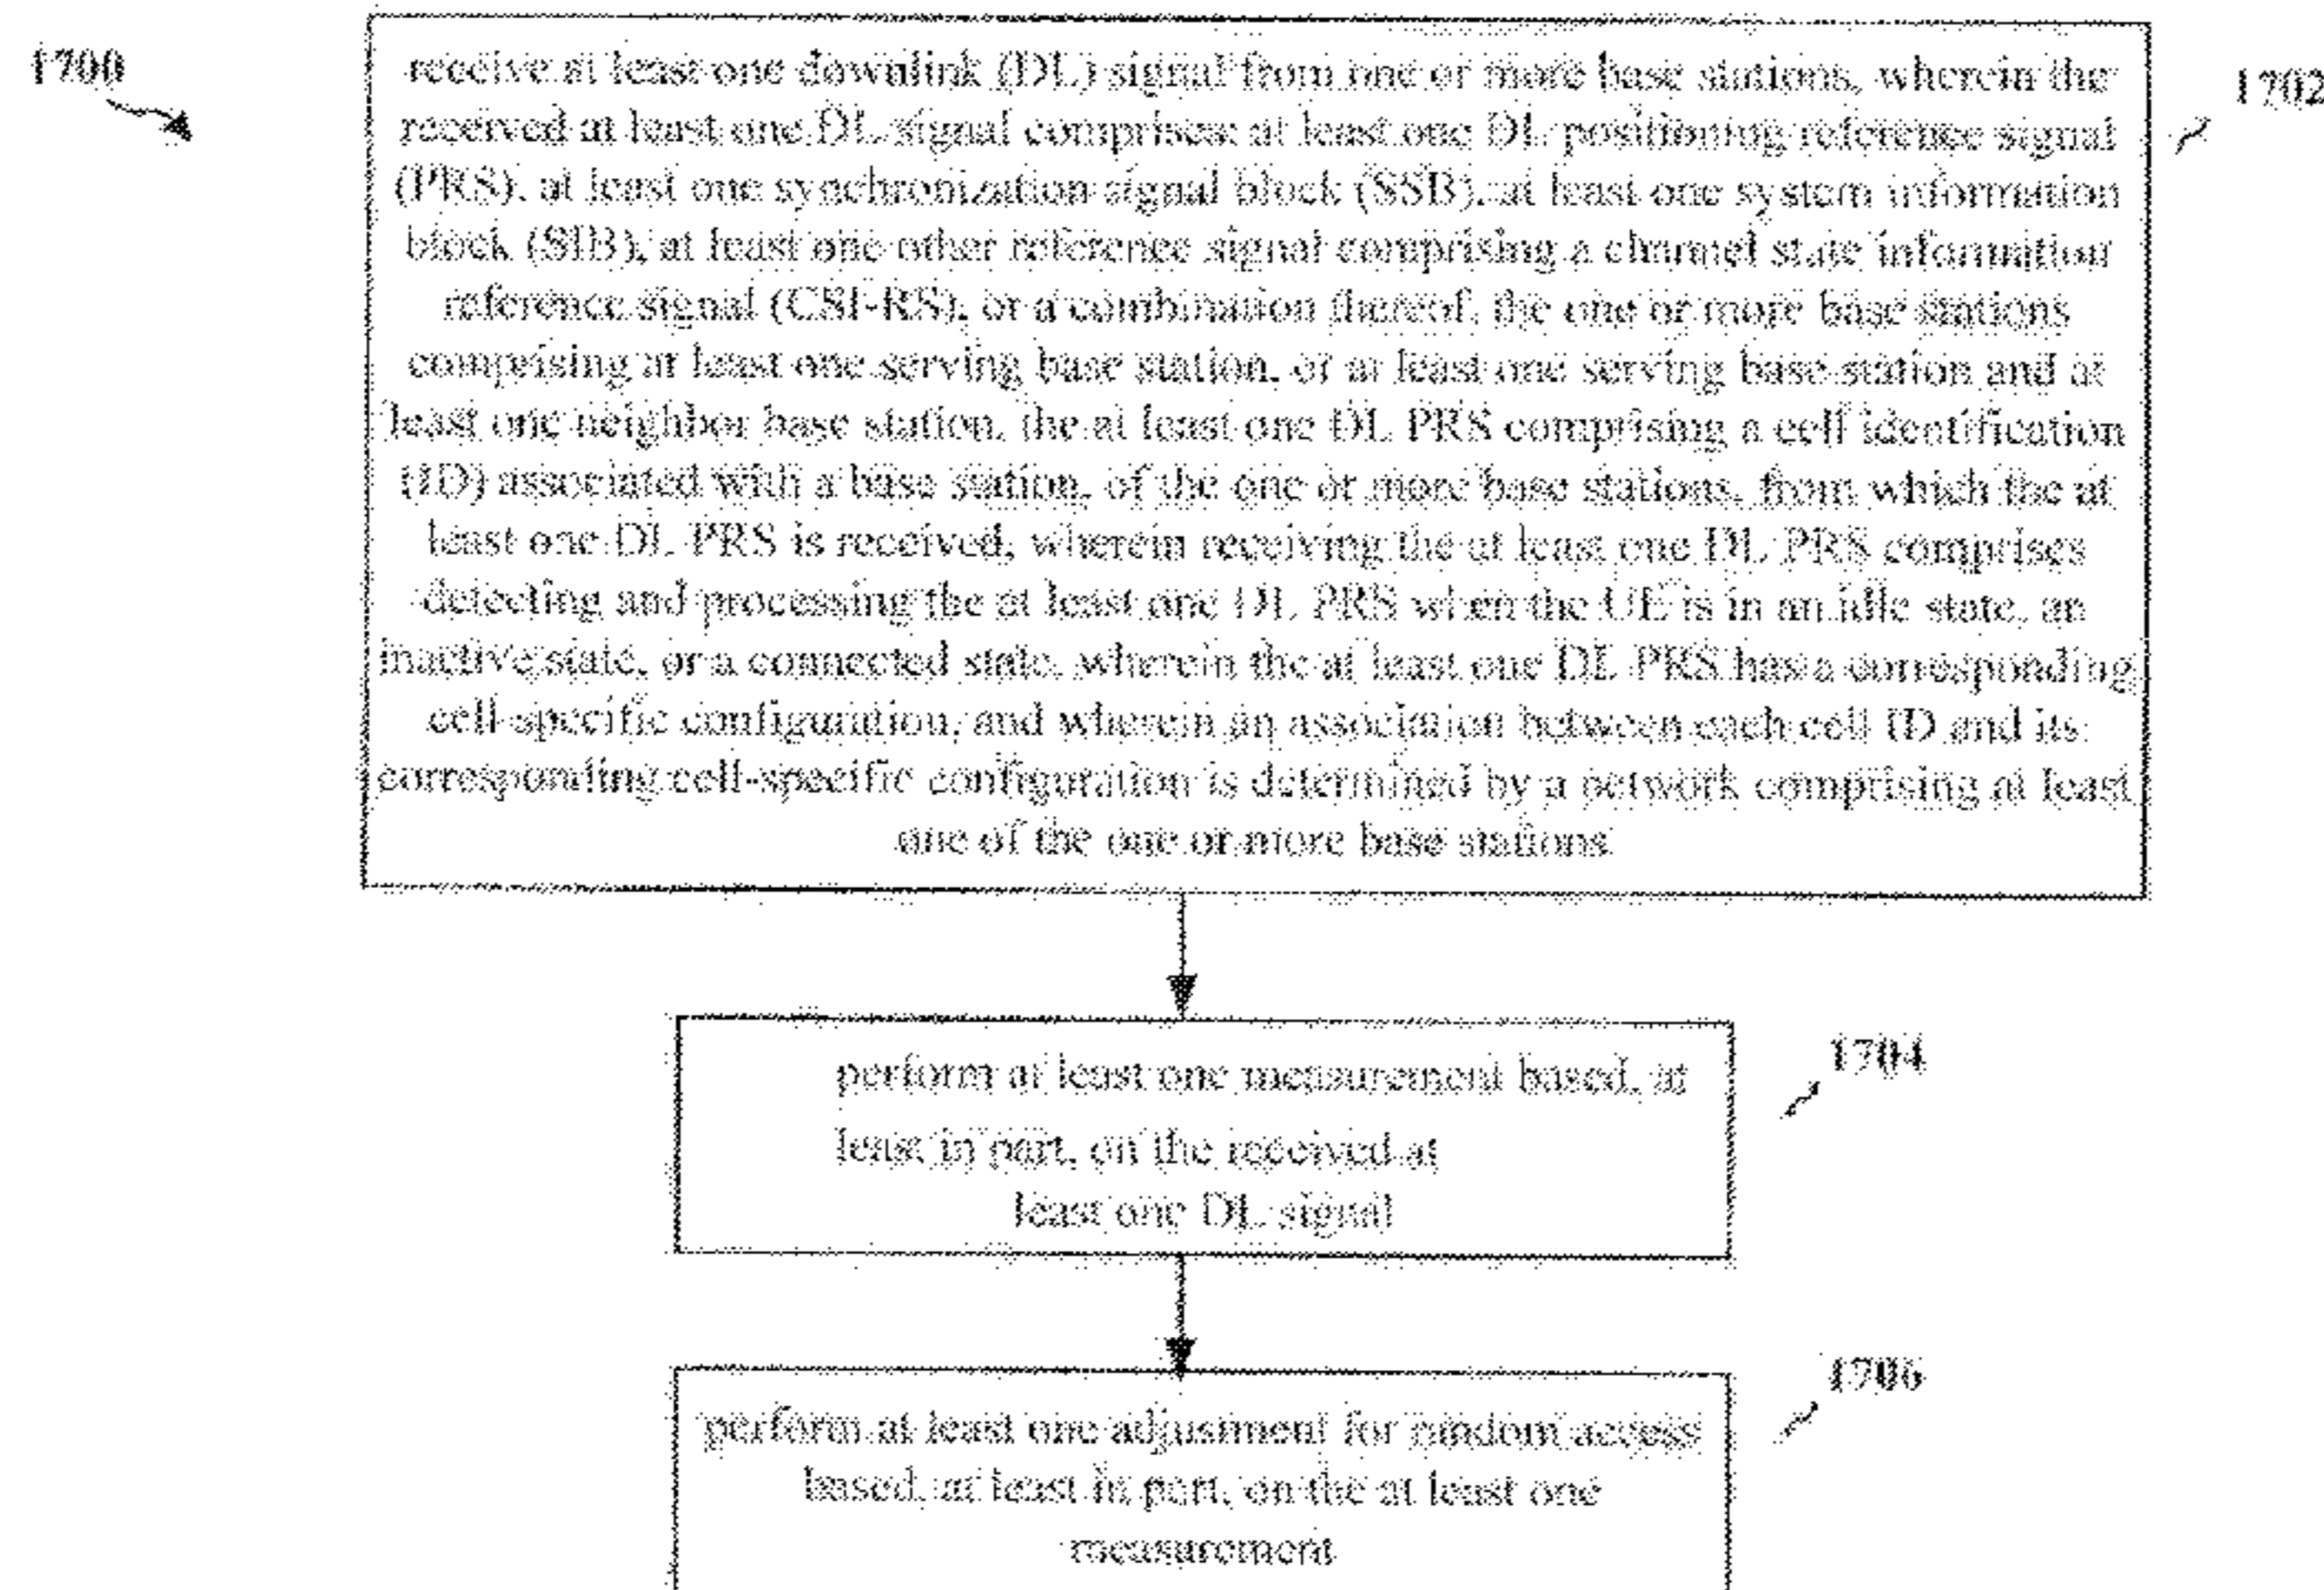 1700
receive at least one downlink (DL) signal from one or more base stations, wherein the
1702
received at least one DL signal comprises: at least one DL positioning reference signal
(PRS), at least one synchronization signal block (SSB), at least one system information
block (SIB), at least one other reference signal comprising a channel state information
reference signal (CSI-RS), or a combination thereof, the one or more base stations
comprising at least one serving base station, or at least one serving base station and at
least one neighbor base station, the at least one DL PRS comprising a cell identification
(ID) associated with a base station, of the one or more base stations, from which the at
least one DL PRS is received, wherein receiving the at least one DL PRS comprises
detecting and processing the at least one DL PRS when the UE is in an idle state, an
inactive state, or a connected state, wherein the at least one DL PRS has a corresponding
cell-specific configuration, and wherein an association between each cell ID and its
corresponding cell-specific configuration is determined by a network comprising at least
one of the one or more base stations
perform at least one measurement based, at
1704
least in part, on the received at
least one DL signal
1706
perform at least one adjustment for random access
based, at least in part, on the at least one
measurement